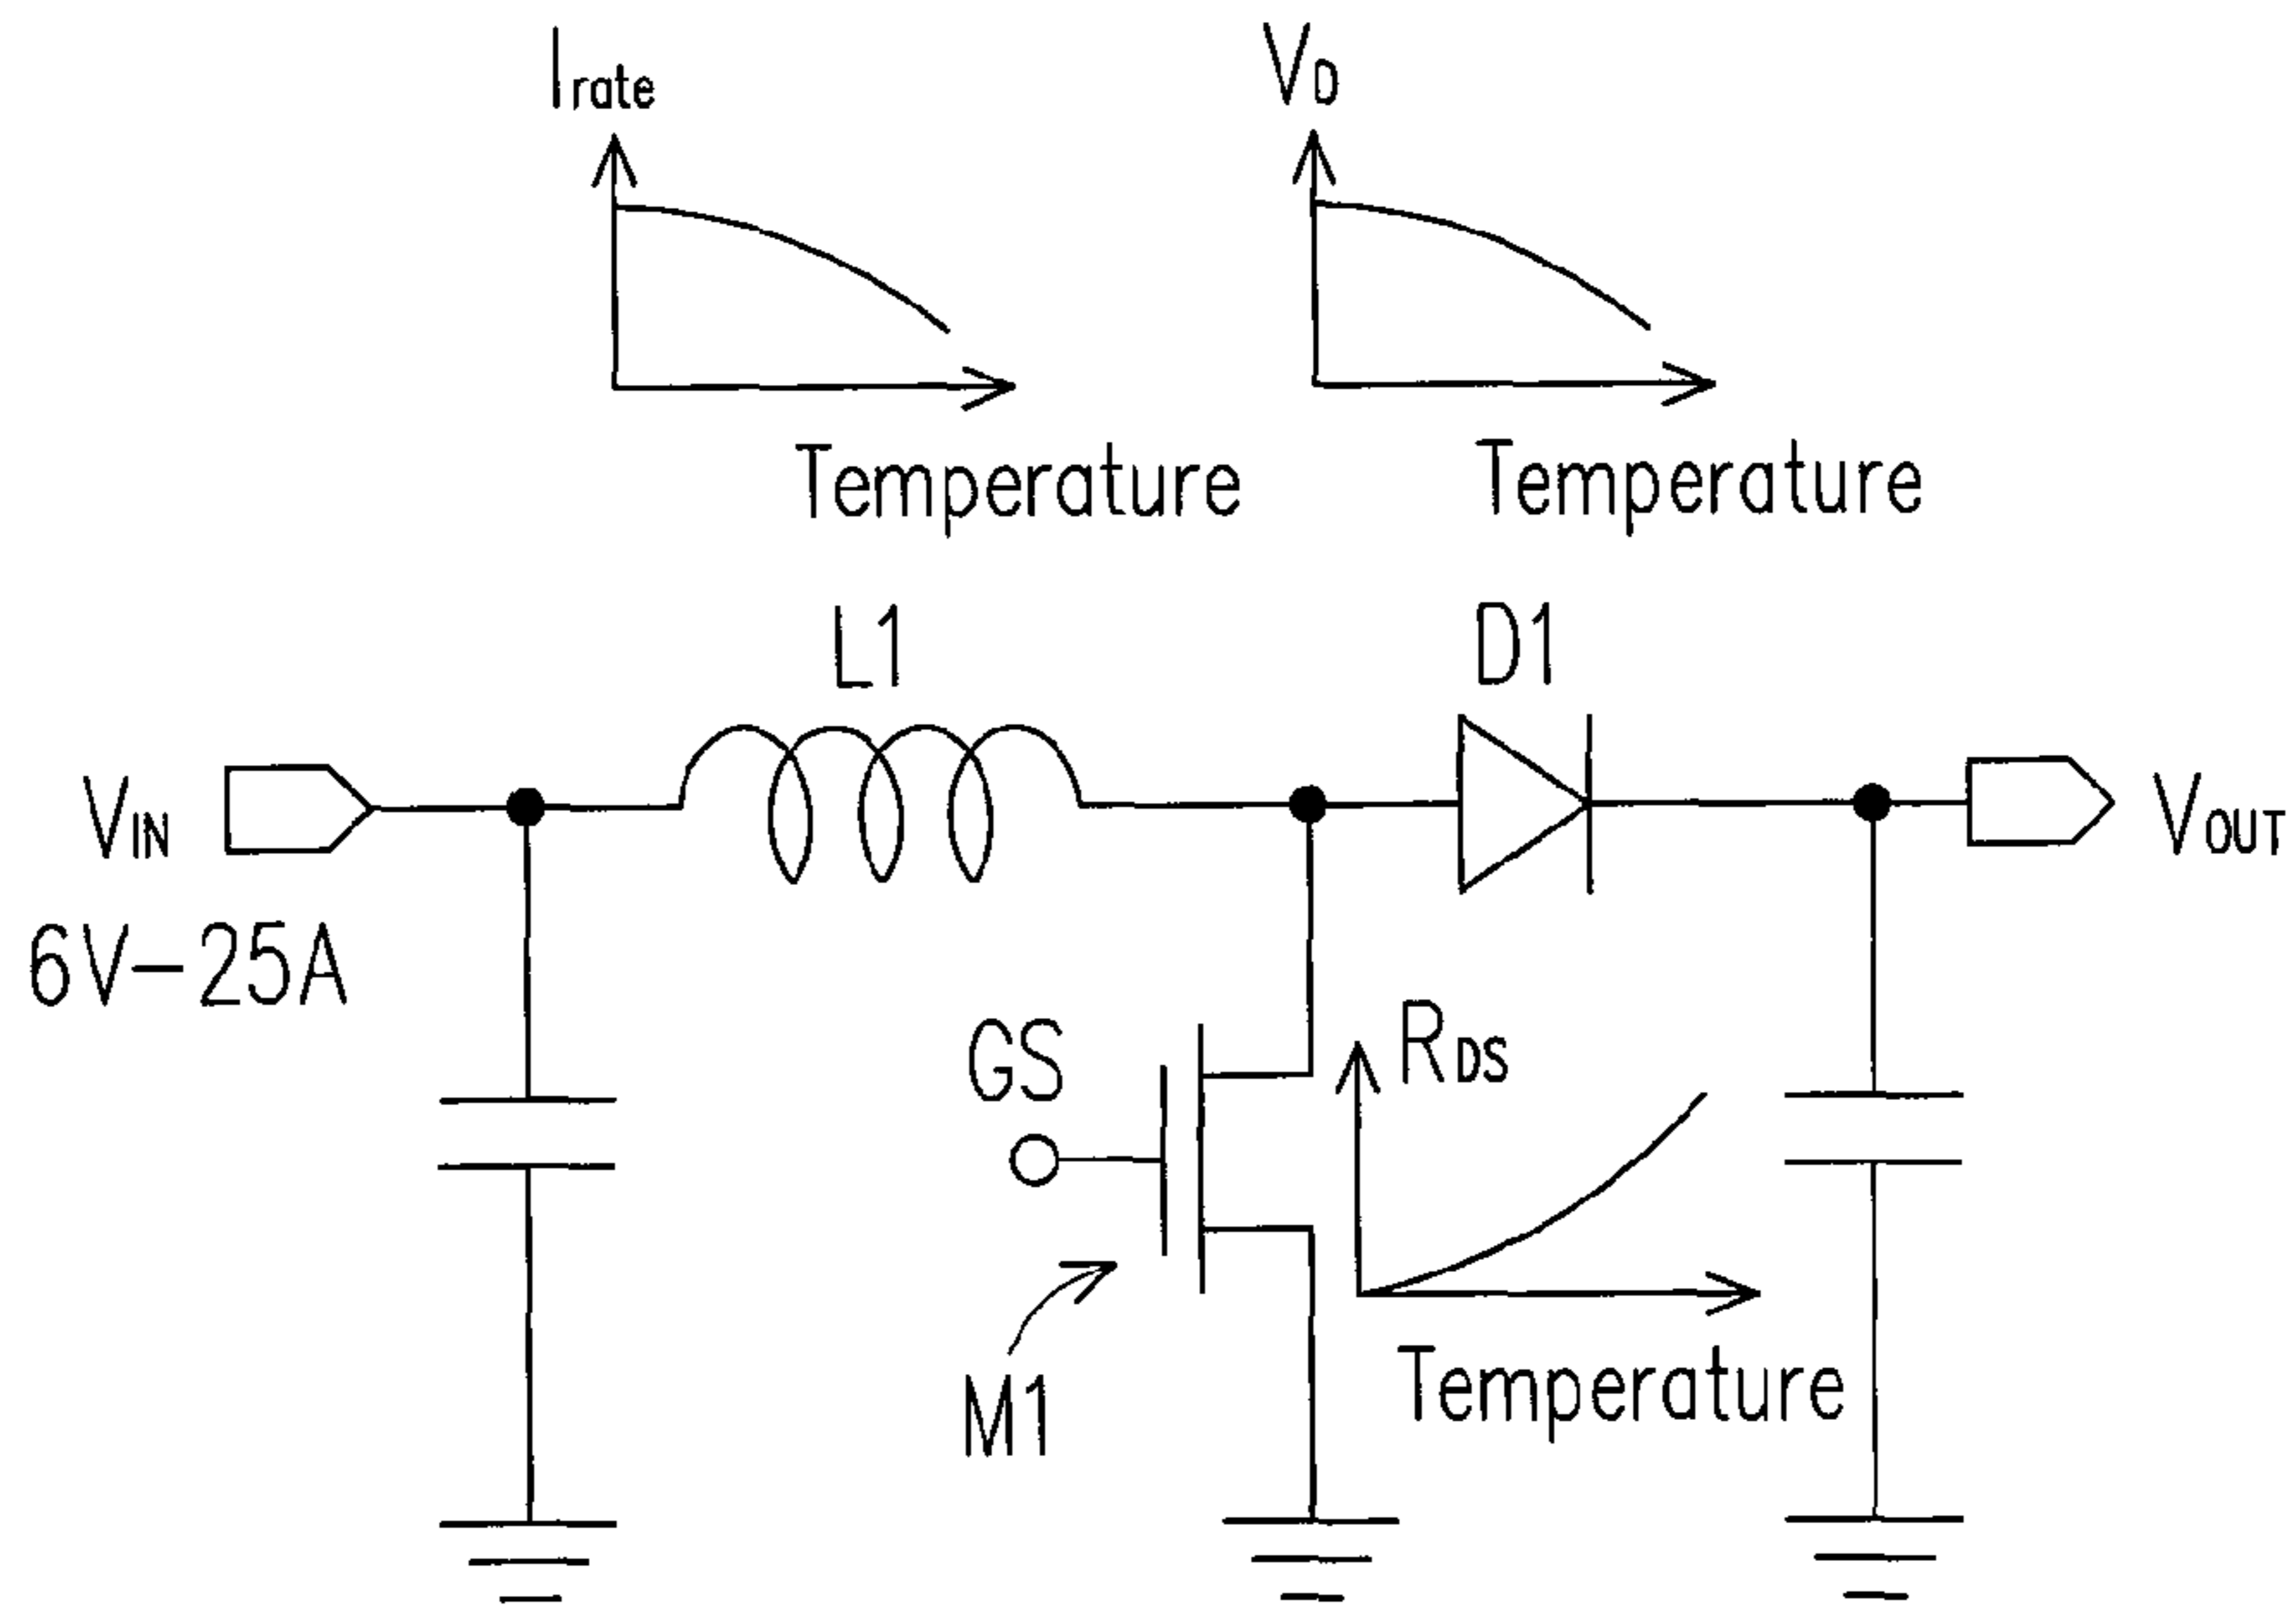 Irate
VD
Temperature
Temperature
L1
D1
VIN
VOUT
6V-25A
GS
RDS
Temperature
M1